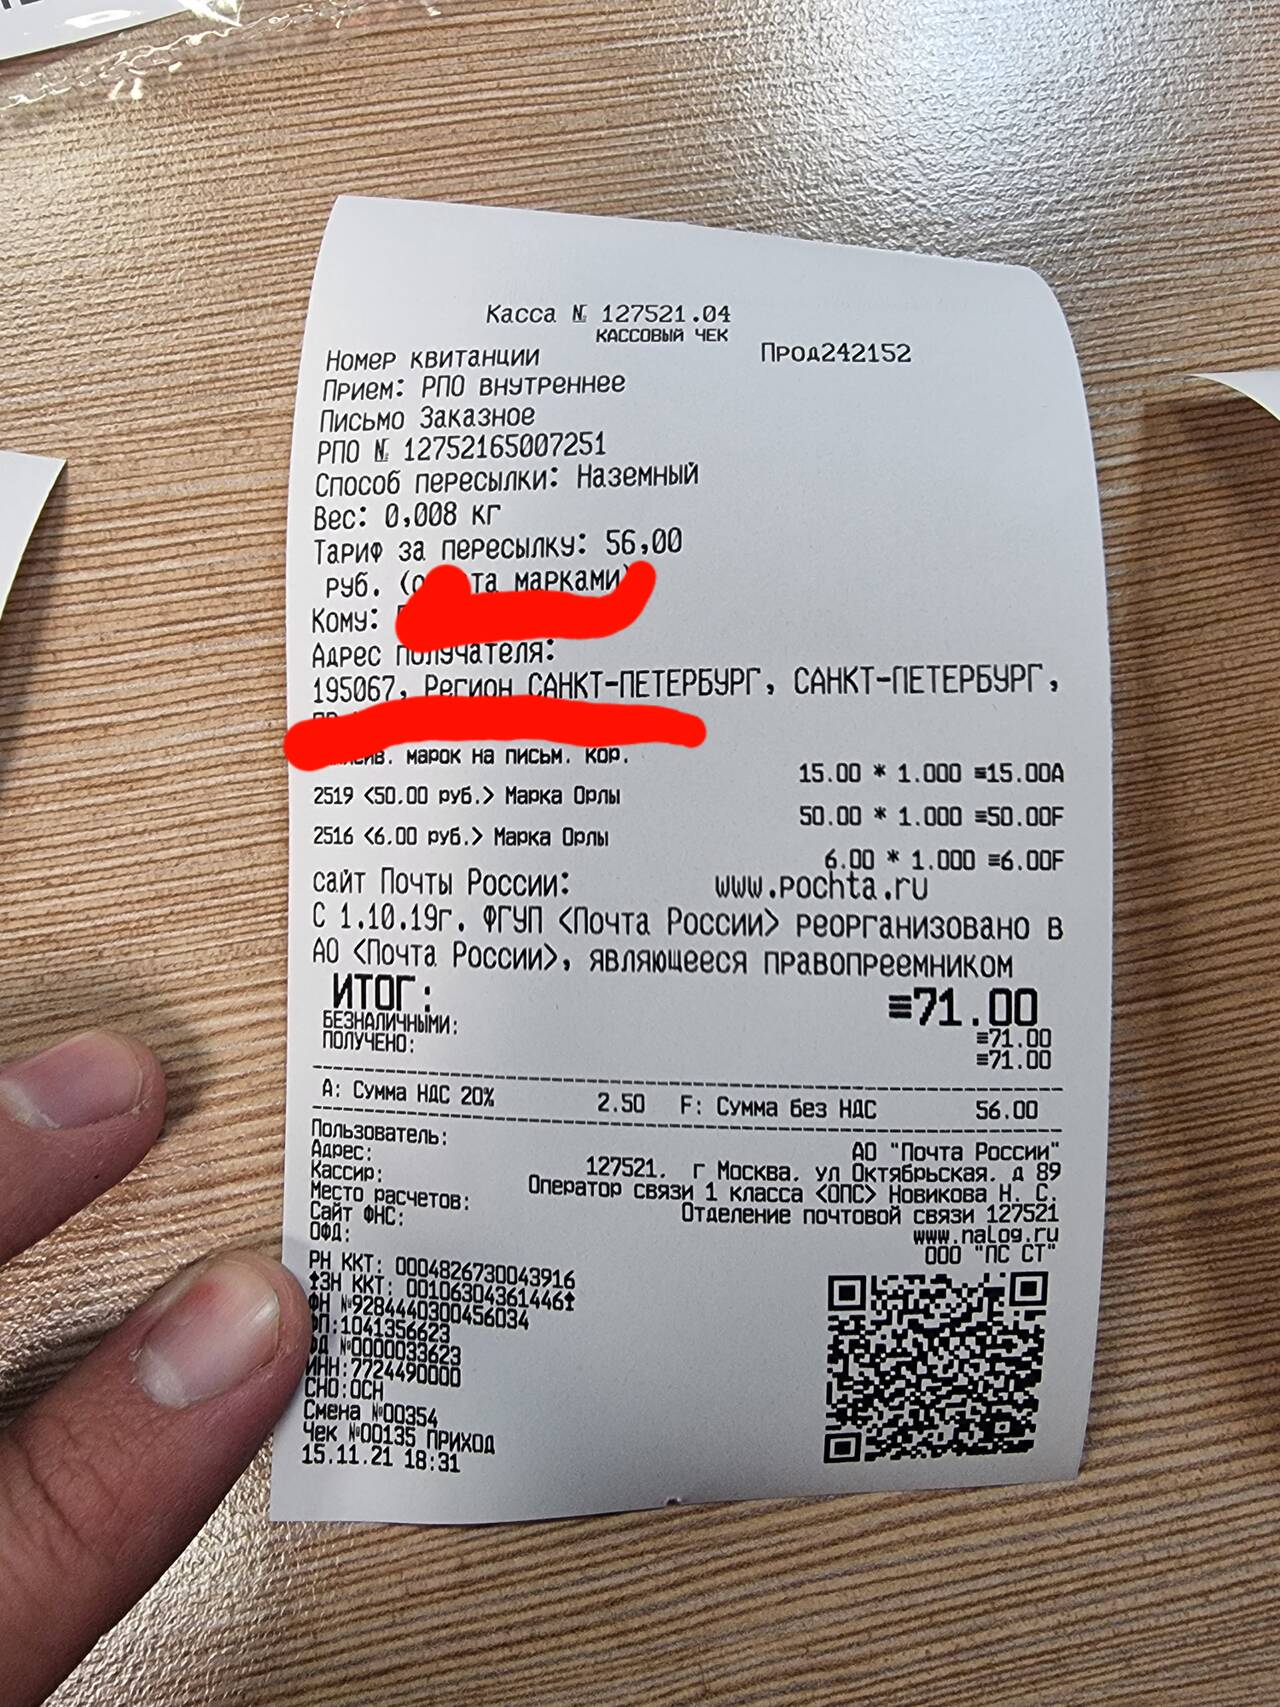 Касса № 127521.04
КАССОВЫЙ ЧЕК
Номер квитанции Прод242152
Прием: РПО внутреннее
Письмо Заказное
РПО № 12752165007251
Способ пересылки: Наземный
Вес: 0,008 кг
Тариф за пересылку: 56,00
руб. марками)
Кому:
Адрес получателя:
195067, Регион САНКТ-ПЕТЕРБУРГ, САНКТ-ПЕТЕРБУРГ,
марок на письм. кор.
15.00 * 1.000 ≡15.00А
2519 <50.00 руб.> Марка Орлы
50.00 * 1.000 ≡50.00F
2516 <6.00 руб.> Марка Орлы
6.00 * 1.000 ≡6.00F
сайт Почты России: www.pochta.ru
С 1.10.19г. ФГУП <Почта России> реорганизовано в
АО <Почта России>, являющееся правопреемником
ИТОГ: ≡71.00
БЕЗНАЛИЧНЫМИ: ≡71.00
ПОЛУЧЕНО: ≡71.00
А: Сумма НДС 20% 2.50 F: Сумма без НДС 56.00
Пользователь: АО "Почта России"
Адрес: 127521, г Москва, ул Октябрьская, д 89
Кассир: Оператор связи 1 класса <ОПС> Новикова Н. С.
Место расчетов: Отделение почтовой связи 127521
Сайт ФНС: www.nalog.ru
ОФД: ООО "ПС СТ"
РН ККТ: 0004826730043916
ЗН ККТ: 00106304361446
ФН №9284440300456034
ФП:1041356623
ФД №0000033623
ИНН:7724490000
СНО:ОСН
Смена №00354
Чек №00135 ПРИХОД
15.11.21 18:31